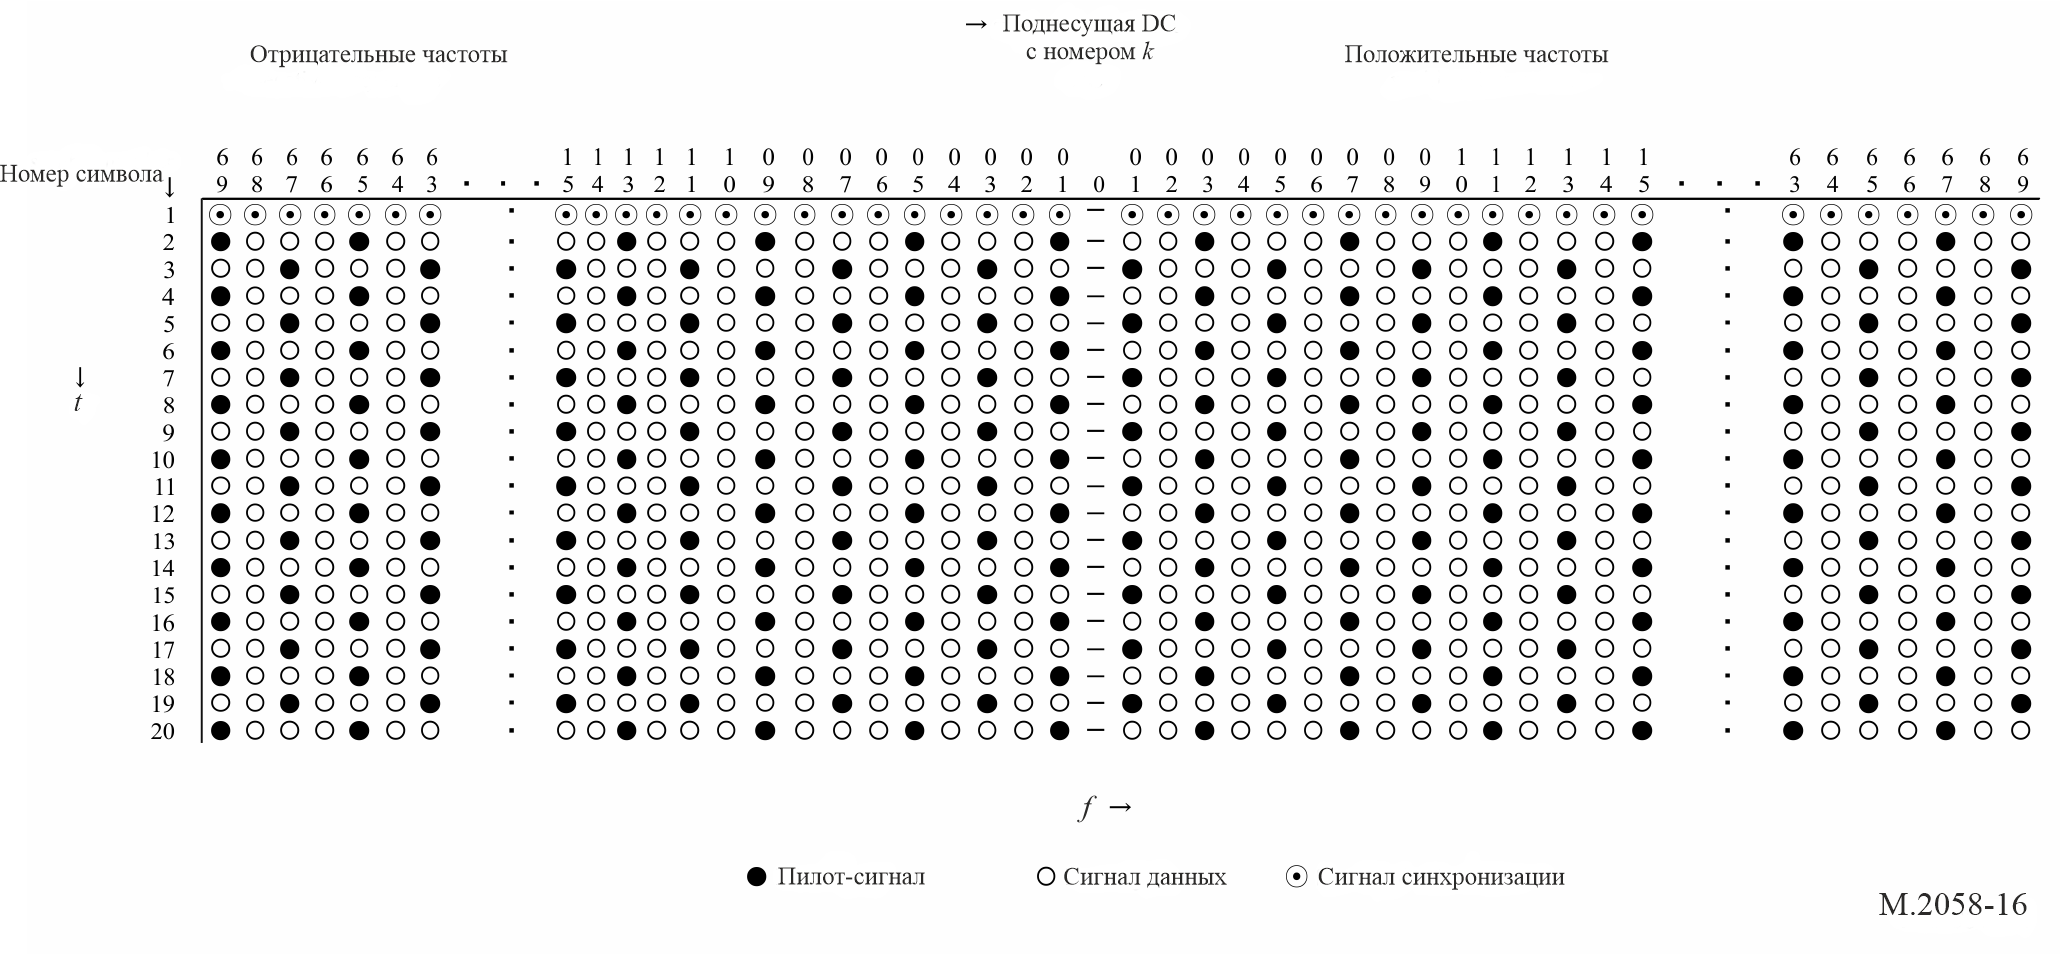 → Поднесущая DC
с номером k
Отрицательные частоты
Положительные частоты
6 6 6 6 6 6 6 1 1 1 1 1 1 0 0 0 0 0 0 0 0 0 0 0 0 0 0 0 0 0 0 1 1 1 1 1 1 6 6 6 6 6 6 6
Номер символа ↓ 9 8 7 6 5 4 3 . . . 5 4 3 2 1 0 9 8 7 6 5 4 3 2 1 0 1 2 3 4 5 6 7 8 9 0 1 2 3 4 5 . . . 3 4 5 6 7 8 9
1
2
3
4
5
6
7
↓
t
8
9
10
11
12
13
14
15
16
17
18
19
20
f →
Пилот-сигнал Сигнал данных Сигнал синхронизации
M.2058-16